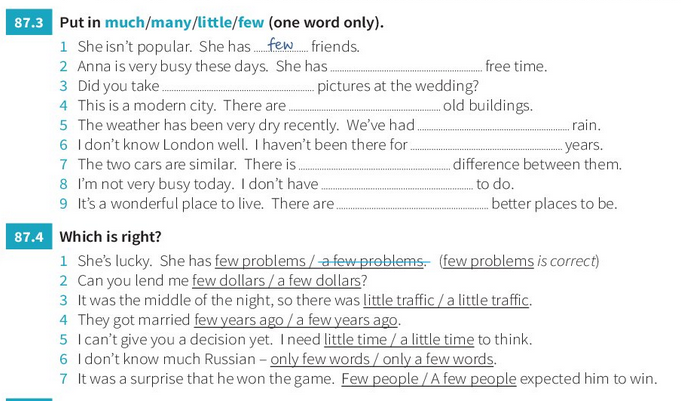 87.3 Put in much/many/little/few (one word only).
1 She isn't popular. She has ....few.... friends.
2 Anna is very busy these days. She has .................... free time.
3 Did you take .................... pictures at the wedding?
4 This is a modern city. There are .................... old buildings.
5 The weather has been very dry recently. We've had .................... rain.
6 I don't know London well. I haven't been there for .................... years.
7 The two cars are similar. There is .................... difference between them.
8 I'm not very busy today. I don't have .................... to do.
9 It's a wonderful place to live. There are .................... better places to be.
87.4 Which is right?
1 She's lucky. She has few problems / a few problems. (few problems is correct)
2 Can you lend me few dollars / a few dollars?
3 It was the middle of the night, so there was little traffic / a little traffic.
4 They got married few years ago / a few years ago.
5 I can't give you a decision yet. I need little time / a little time to think.
6 I don't know much Russian – only few words / only a few words.
7 It was a surprise that he won the game. Few people / A few people expected him to win.